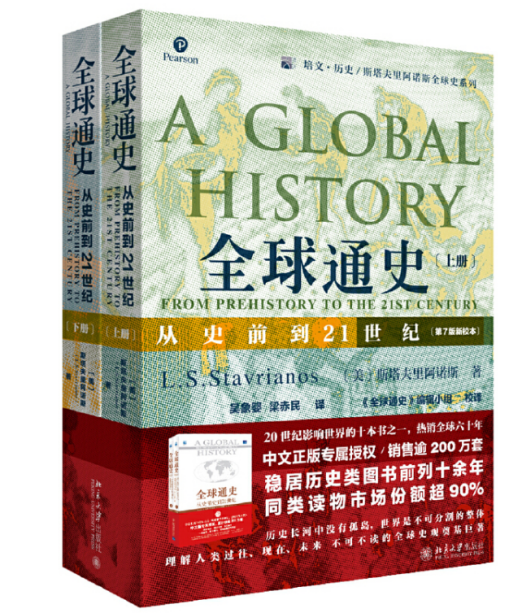 Pearson
培文·历史/斯塔夫里阿诺斯全球史系列
A GLOBAL
HISTORY
全球通史
〔上册〕
FROM PREHISTORY TO THE 21ST CENTURY
从史前到21世纪
〔第7版新校本〕
L.S.Stavrianos
〔美〕斯塔夫里阿诺斯 著
吴象婴 梁赤民 译
《全球通史》编辑小组 校译
20世纪影响世界的十本书之一，热销全球六十年
中文正版专属授权/销售逾200万套
稳居历史类图书前列十余年
同类读物市场份额超90%
历史长河中没有孤岛，世界是不可分割的整体
理解人类过往、现在、未来 不可不读的全球史观奠基巨著
北京大学出版社
A GLOBAL
HISTORY
全球通史
全球通史
A GLOBAL HISTORY
从史前到21世纪
FROM PREHISTORY TO
THE 21ST CENTURY
〔上册〕
全球通史
A GLOBAL HISTORY
从史前到21世纪
FROM PREHISTORY TO
THE 21ST CENTURY
〔下册〕